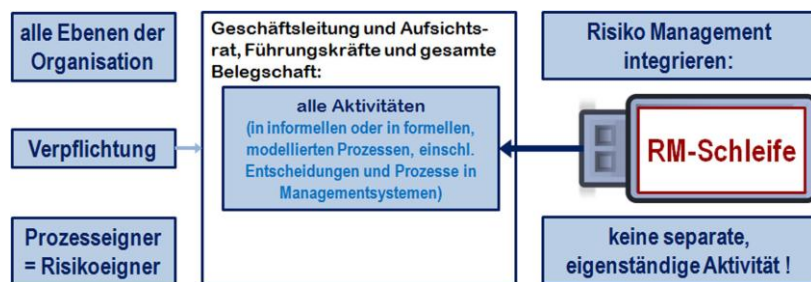 alle Ebenen der
Organisation
Verpflichtung
Prozesseigner
= Risikoeigner
Geschäftsleitung und Aufsichts-
rat, Führungskräfte und gesamte
Belegschaft:
alle Aktivitäten
(in informellen oder in formellen,
modellierten Prozessen, einschl.
Entscheidungen und Prozesse in
Managementsystemen)
Risiko Management
integrieren:
RM-Schleife
keine separate,
eigenständige Aktivität !